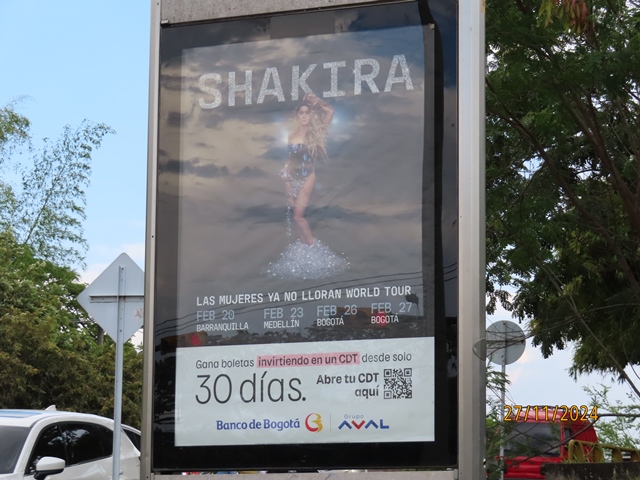 SHAKIRA
LAS MUJERES YA NO LLORAN WORLD TOUR
FEB 20 FEB 23 FEB 26 FEB 27
BARRANQUILLA MEDELLÍN BOGOTÁ BOGOTÁ
Gana boletas invirtiendo en un CDT desde solo
30 días.
Abre tu CDT
aquí
Banco de Bogotá
Grupo
AVAL
27/11/2024